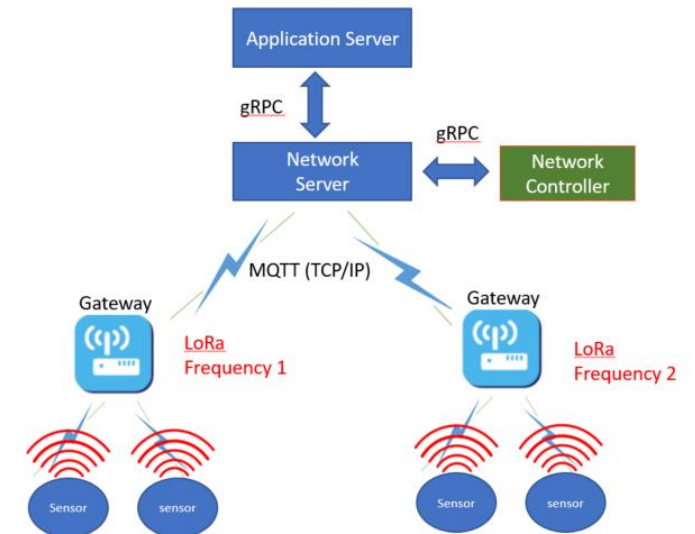 Application Server
gRPC
gRPC
Network
Server
Network
Controller
MQTT (TCP/IP)
Gateway
Gateway
LoRa
Frequency 1
LoRa
Frequency 2
Sensor
sensor
Sensor
sensor